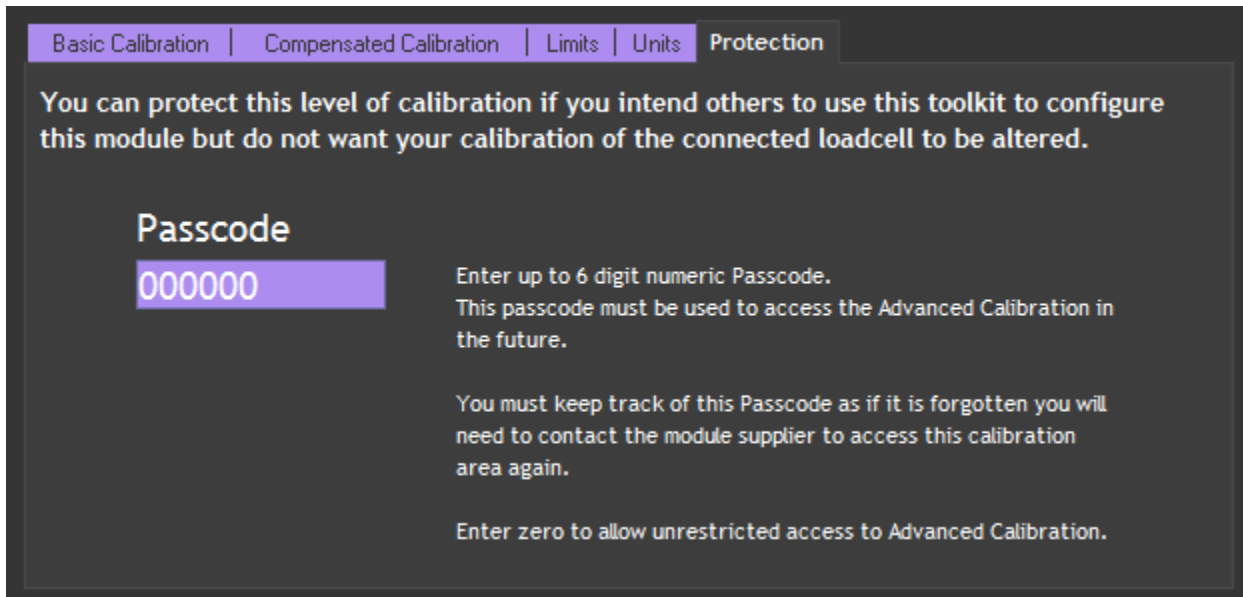 Basic Calibration | Compensated Calibration | Limits | Units Protection
You can protect this level of calibration if you intend others to use this toolkit to configure
this module but do not want your calibration of the connected loadcell to be altered.
Passcode
000000
Enter up to 6 digit numeric Passcode.
This passcode must be used to access the Advanced Calibration in
the future.
You must keep track of this Passcode as if it is forgotten you will
need to contact the module supplier to access this calibration
area again.
Enter zero to allow unrestricted access to Advanced Calibration.